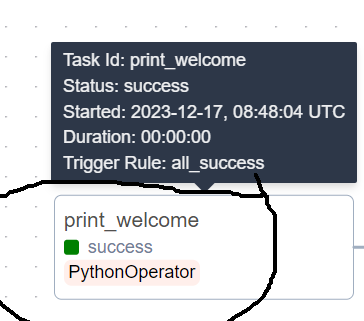 Task Id: print_welcome
Status: success
Started: 2023-12-17, 08:48:04 UTC
Duration: 00:00:00
Trigger Rule: all_success
print_welcome
success
PythonOperator